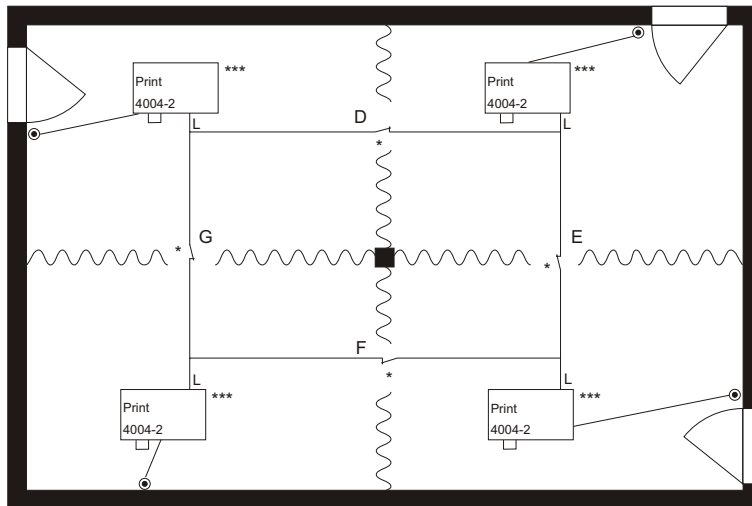 Print
4004-2
***
L
Print
4004-2
***
L
D
*
G
*
E
*
F
*
Print
4004-2
***
L
Print
4004-2
***
L